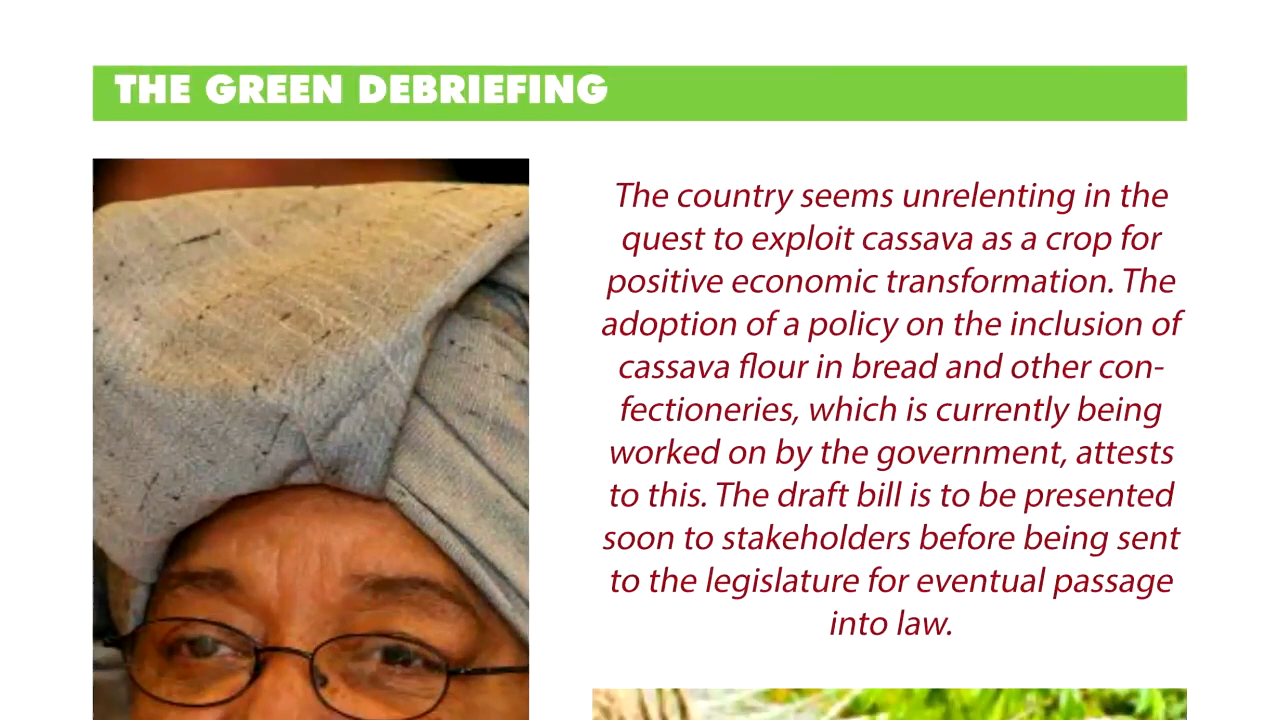 THE GREEN DEBRIEFING
The country seems unrelenting in the
quest to exploit cassava as a crop for
positive economic transformation. The
adoption of a policy on the inclusion of
cassava flour in bread and other con-
fectioneries, which is currently being
worked on by the government, attests
to this. The draft bill is to be presented
soon to stakeholders before being sent
to the legislature for eventual passage
into law.